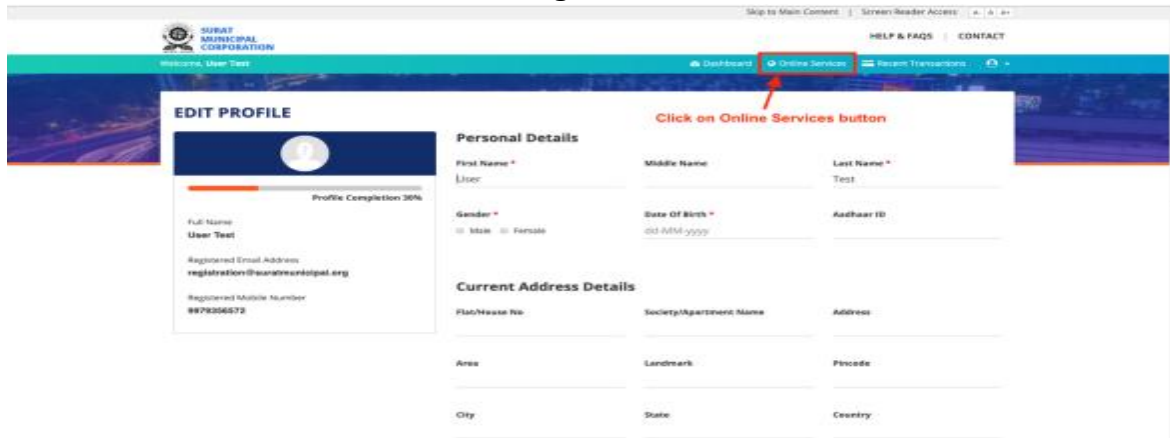 Skip to Main Content | Screen Reader Access A- A A+
SURAT
MUNICIPAL
CORPORATION
HELP & FAQS | CONTACT
Welcome, User Test
Dashboard Online Services Recent Transactions
EDIT PROFILE
Click on Online Services button
Profile Completion 30%
Full Name
User Test
Registered Email Address
registration@suratmunicipal.org
Registered Mobile Number
9979356572
Personal Details
First Name * Middle Name Last Name *
User Test
Gender * Date Of Birth * Aadhaar ID
Male Female dd-MM-yyyy
Current Address Details
Flat/House No Society/Apartment Name Address
Area Landmark Pincode
City State Country